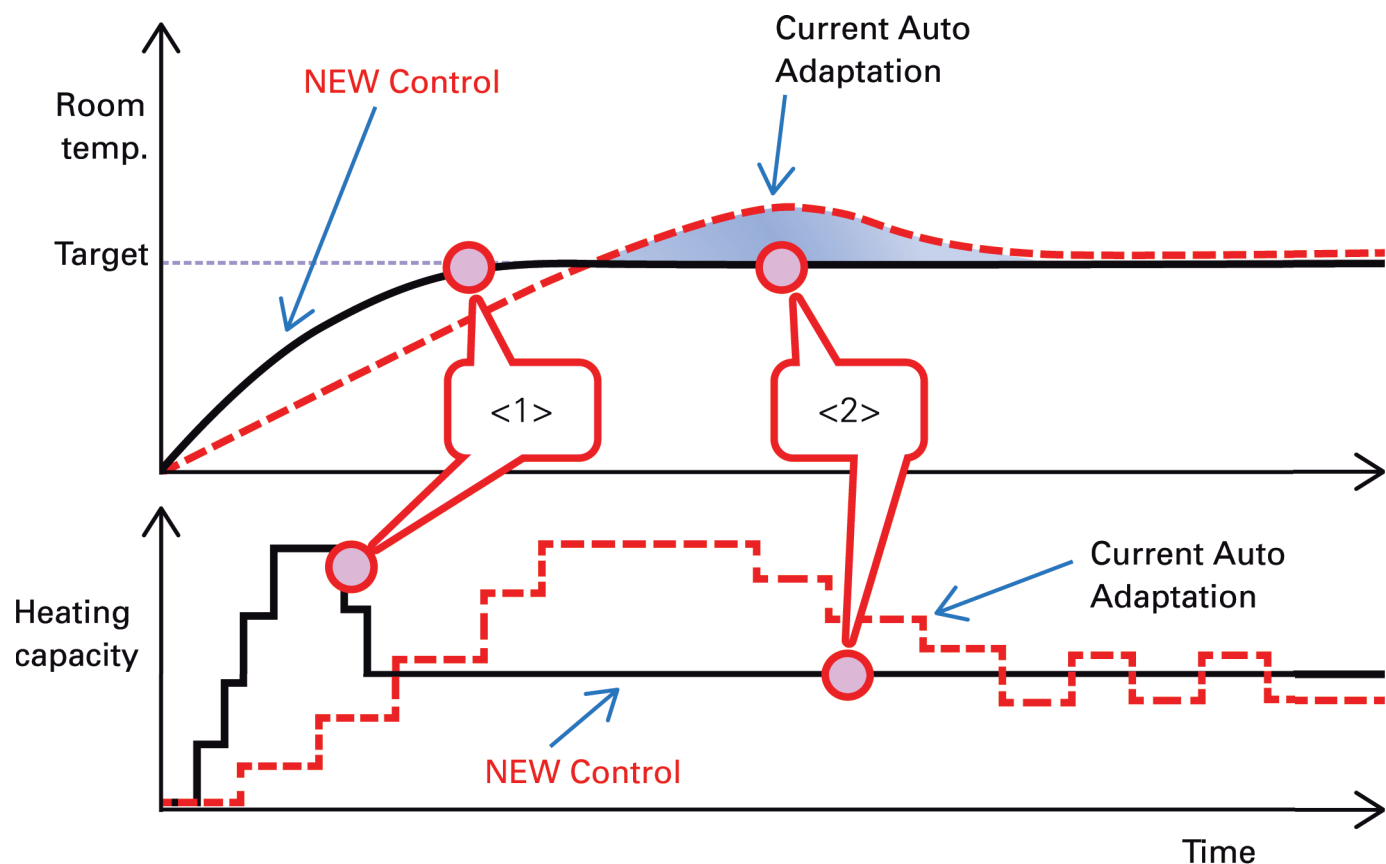 Current Auto
Adaptation
NEW Control
Room
temp.
Target
<1>
<2>
Heating
capacity
Current Auto
Adaptation
NEW Control
Time